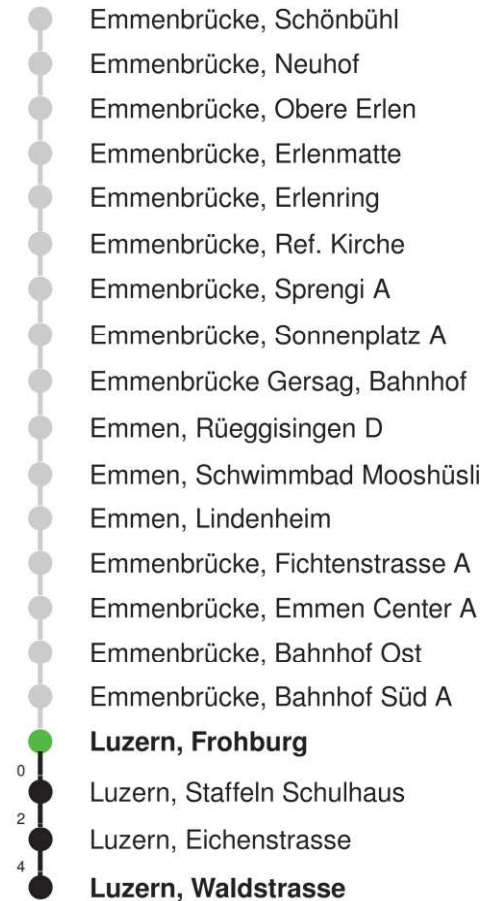 Emmenbrücke, Schönbühl
Emmenbrücke, Neuhof
Emmenbrücke, Obere Erlen
Emmenbrücke, Erlenmatte
Emmenbrücke, Erlenring
Emmenbrücke, Ref. Kirche
Emmenbrücke, Sprengi A
Emmenbrücke, Sonnenplatz A
Emmenbrücke Gersag, Bahnhof
Emmen, Rüeggisingen D
Emmen, Schwimmbad Mooshüsli
Emmen, Lindenheim
Emmenbrücke, Fichtenstrasse A
Emmenbrücke, Emmen Center A
Emmenbrücke, Bahnhof Ost
Emmenbrücke, Bahnhof Süd A
Luzern, Frohburg
0
Luzern, Staffeln Schulhaus
2
Luzern, Eichenstrasse
4
Luzern, Waldstrasse